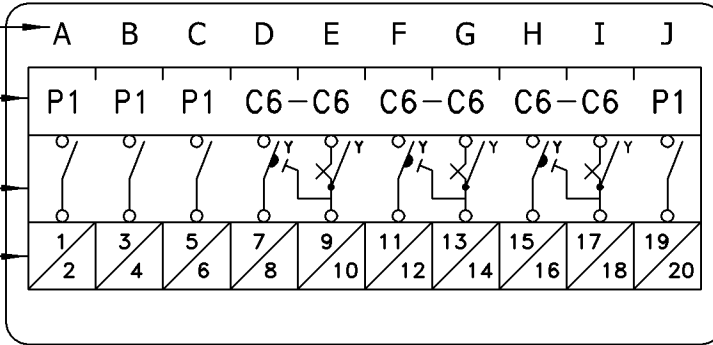 A B C D E F G H I J
P1 P1 P1 C6-C6 C6-C6 C6-C6 P1
Y Y Y Y Y Y
1 3 5 7 9 11 13 15 17 19
2 4 6 8 10 12 14 16 18 20